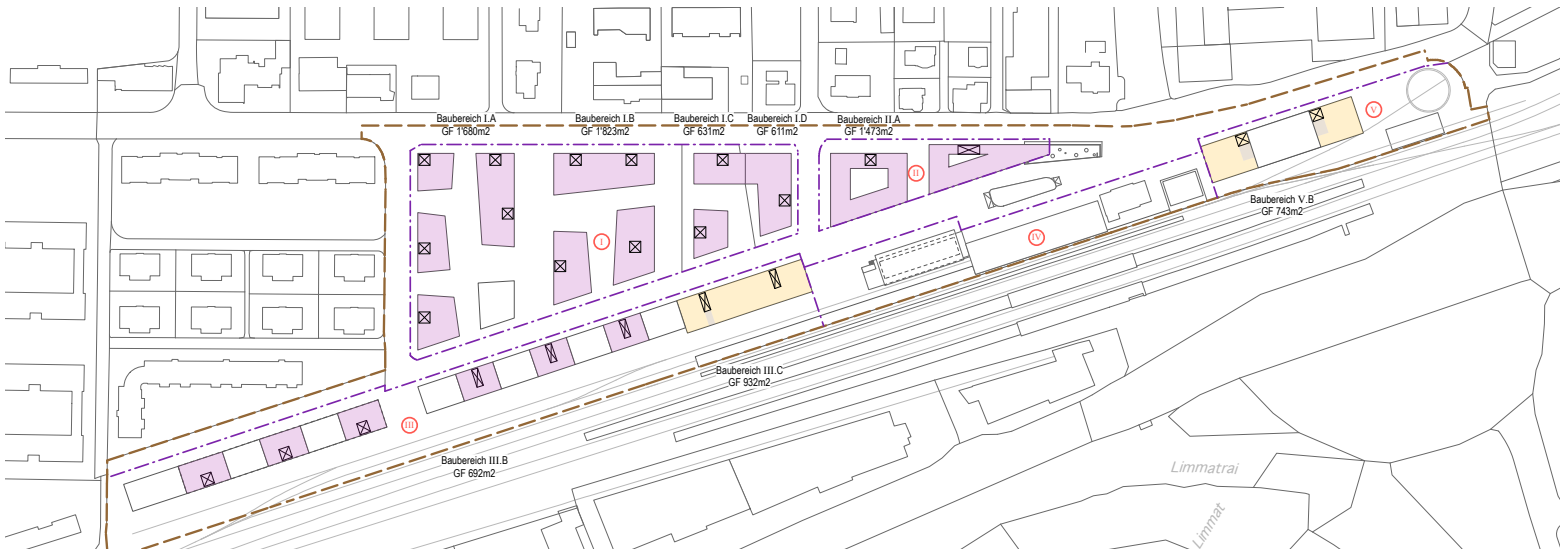 Baubereich I.A
GF 1'680m2
Baubereich I.B
GF 1'823m2
Baubereich I.C
GF 631m2
Baubereich I.D
GF 611m2
Baubereich II.A
GF 1'473m2
V
II
Baubereich V.B
GF 743m2
I
IV
Baubereich III.C
GF 932m2
III
Baubereich III.B
GF 692m2
Limmatrai
Limmat